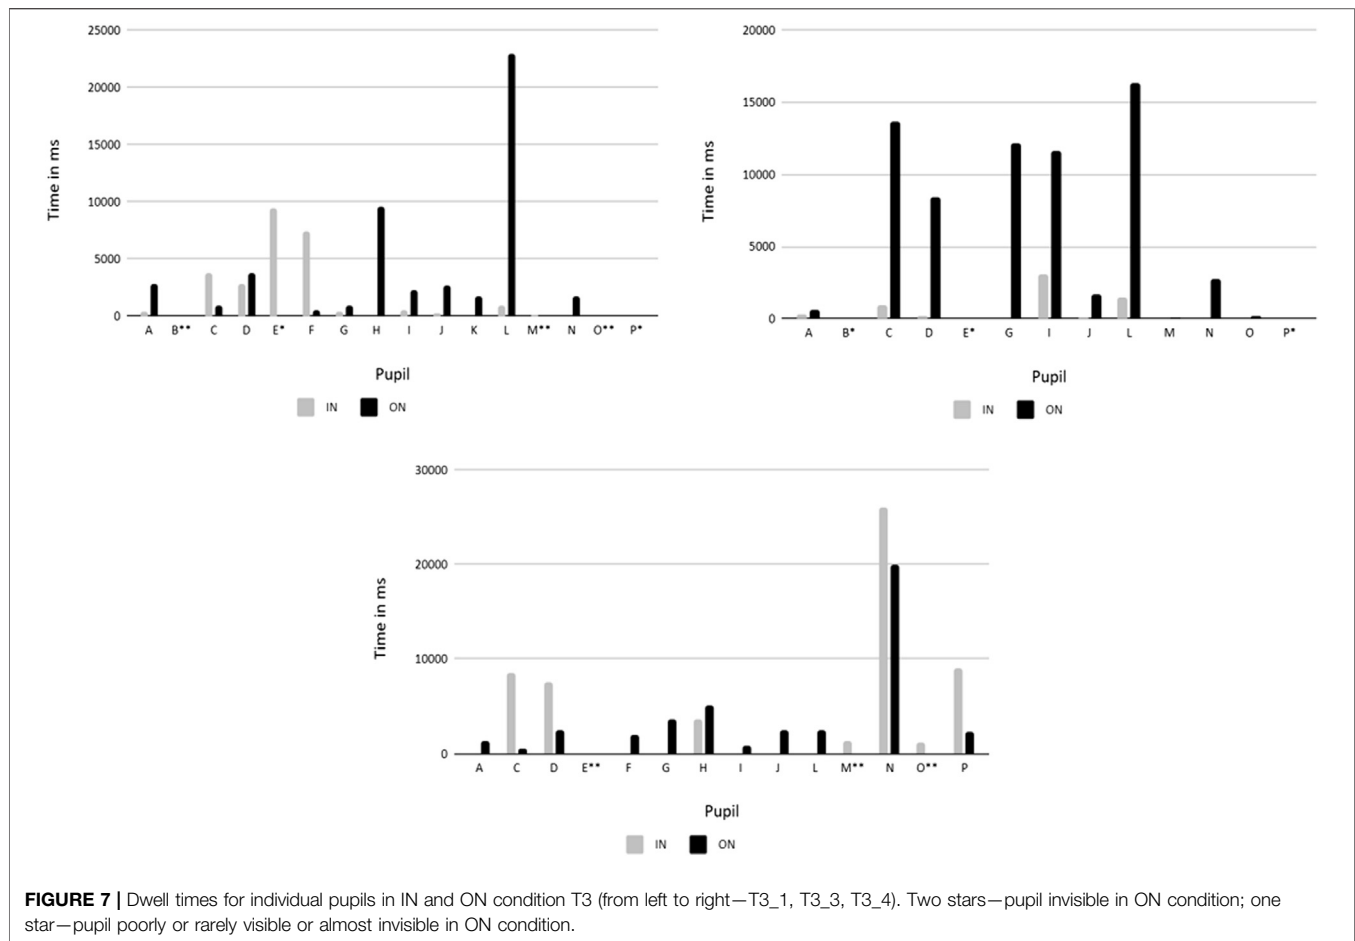 25000
20000
15000
10000
5000
0
Time in ms
A B** C D E* F G H I J K L M** N O** P*
Pupil
IN ON
20000
15000
10000
5000
0
Time in ms
A B* C D E* G I J L M N O P*
Pupil
IN ON
30000
20000
10000
0
Time in ms
A C D E** F G H I J L M** N O** P
Pupil
IN ON
FIGURE 7 | Dwell times for individual pupils in IN and ON condition T3 (from left to right—T3_1, T3_3, T3_4). Two stars—pupil invisible in ON condition; one
star—pupil poorly or rarely visible or almost invisible in ON condition.